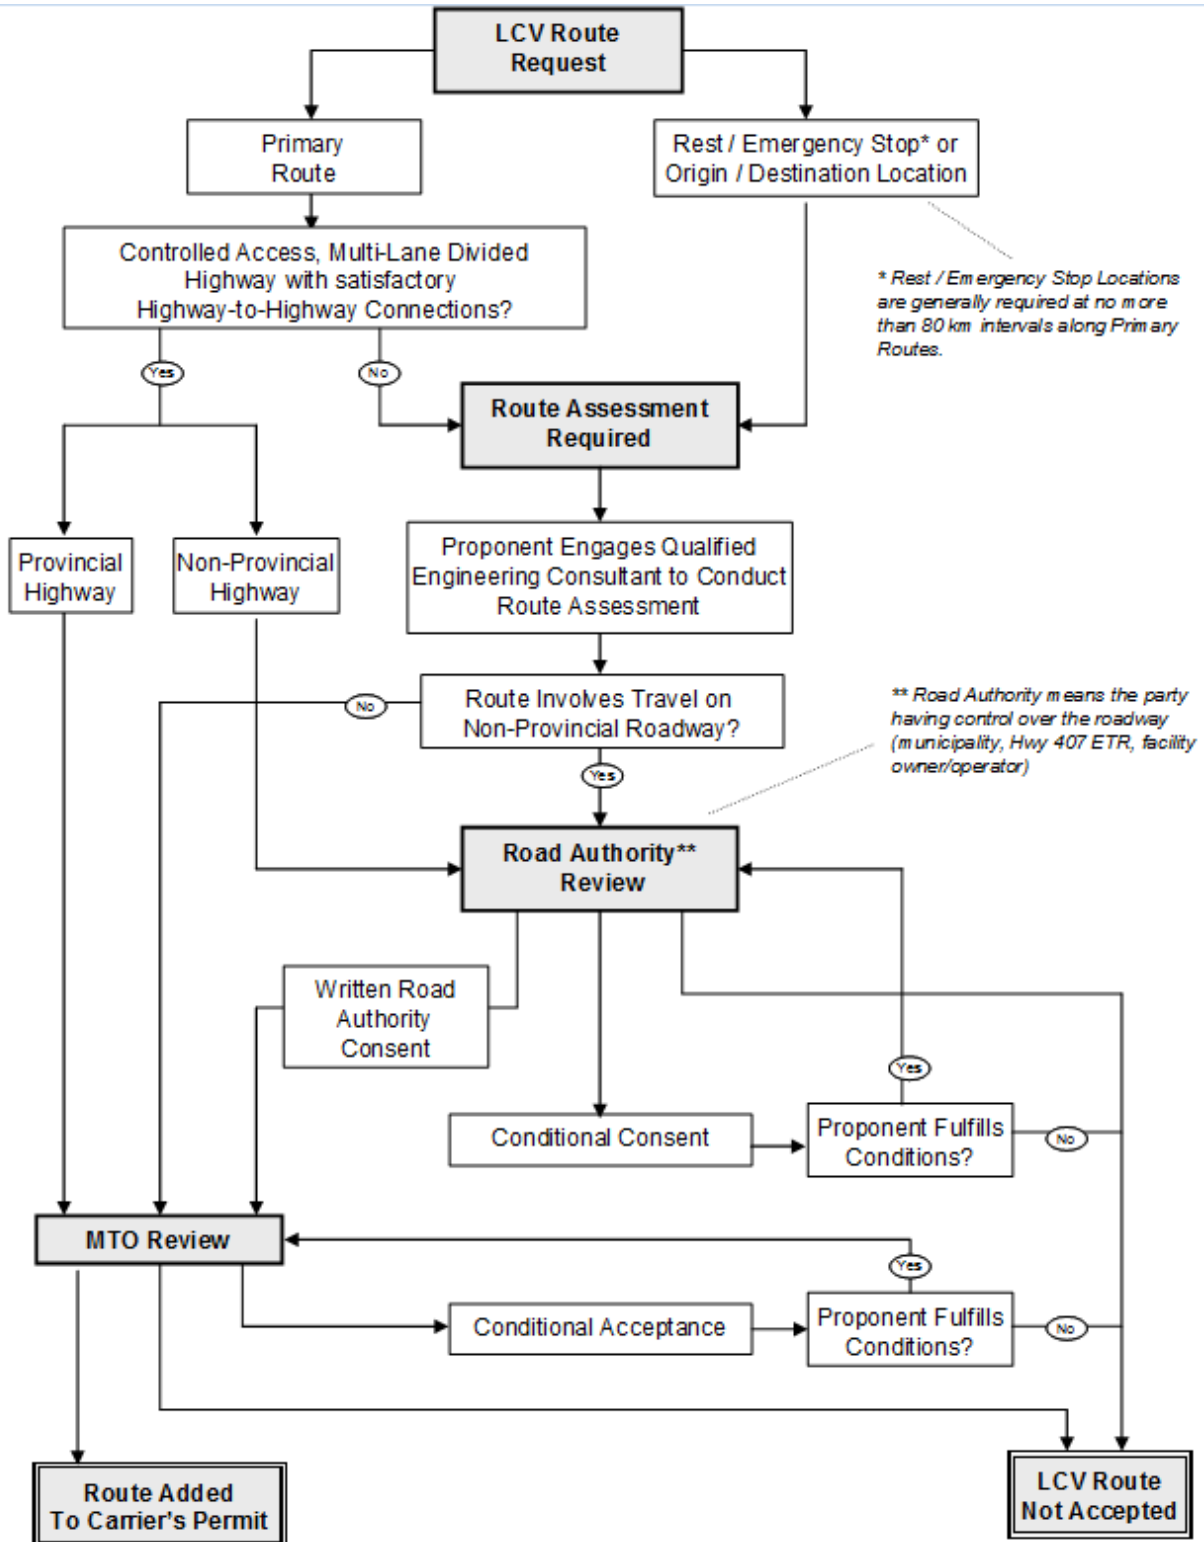 LCV Route
Request
Primary
Route
Rest / Emergency Stop* or
Origin / Destination Location
Controlled Access, Multi-Lane Divided
Highway with satisfactory
Highway-to-Highway Connections?
* Rest / Emergency Stop Locations
are generally required at no more
than 80 km intervals along Primary
Routes.
Yes
No
Route Assessment
Required
Provincial
Highway
Non-Provincial
Highway
Proponent Engages Qualified
Engineering Consultant to Conduct
Route Assessment
Route Involves Travel on
Non-Provincial Roadway?
No
Yes
** Road Authority means the party
having control over the roadway
(municipality, Hwy 407 ETR, facility
owner/operator)
Road Authority**
Review
Written Road
Authority
Consent
Yes
Conditional Consent
Proponent Fulfills
Conditions?
No
MTO Review
Yes
Conditional Acceptance
Proponent Fulfills
Conditions?
No
Route Added
To Carrier's Permit
LCV Route
Not Accepted